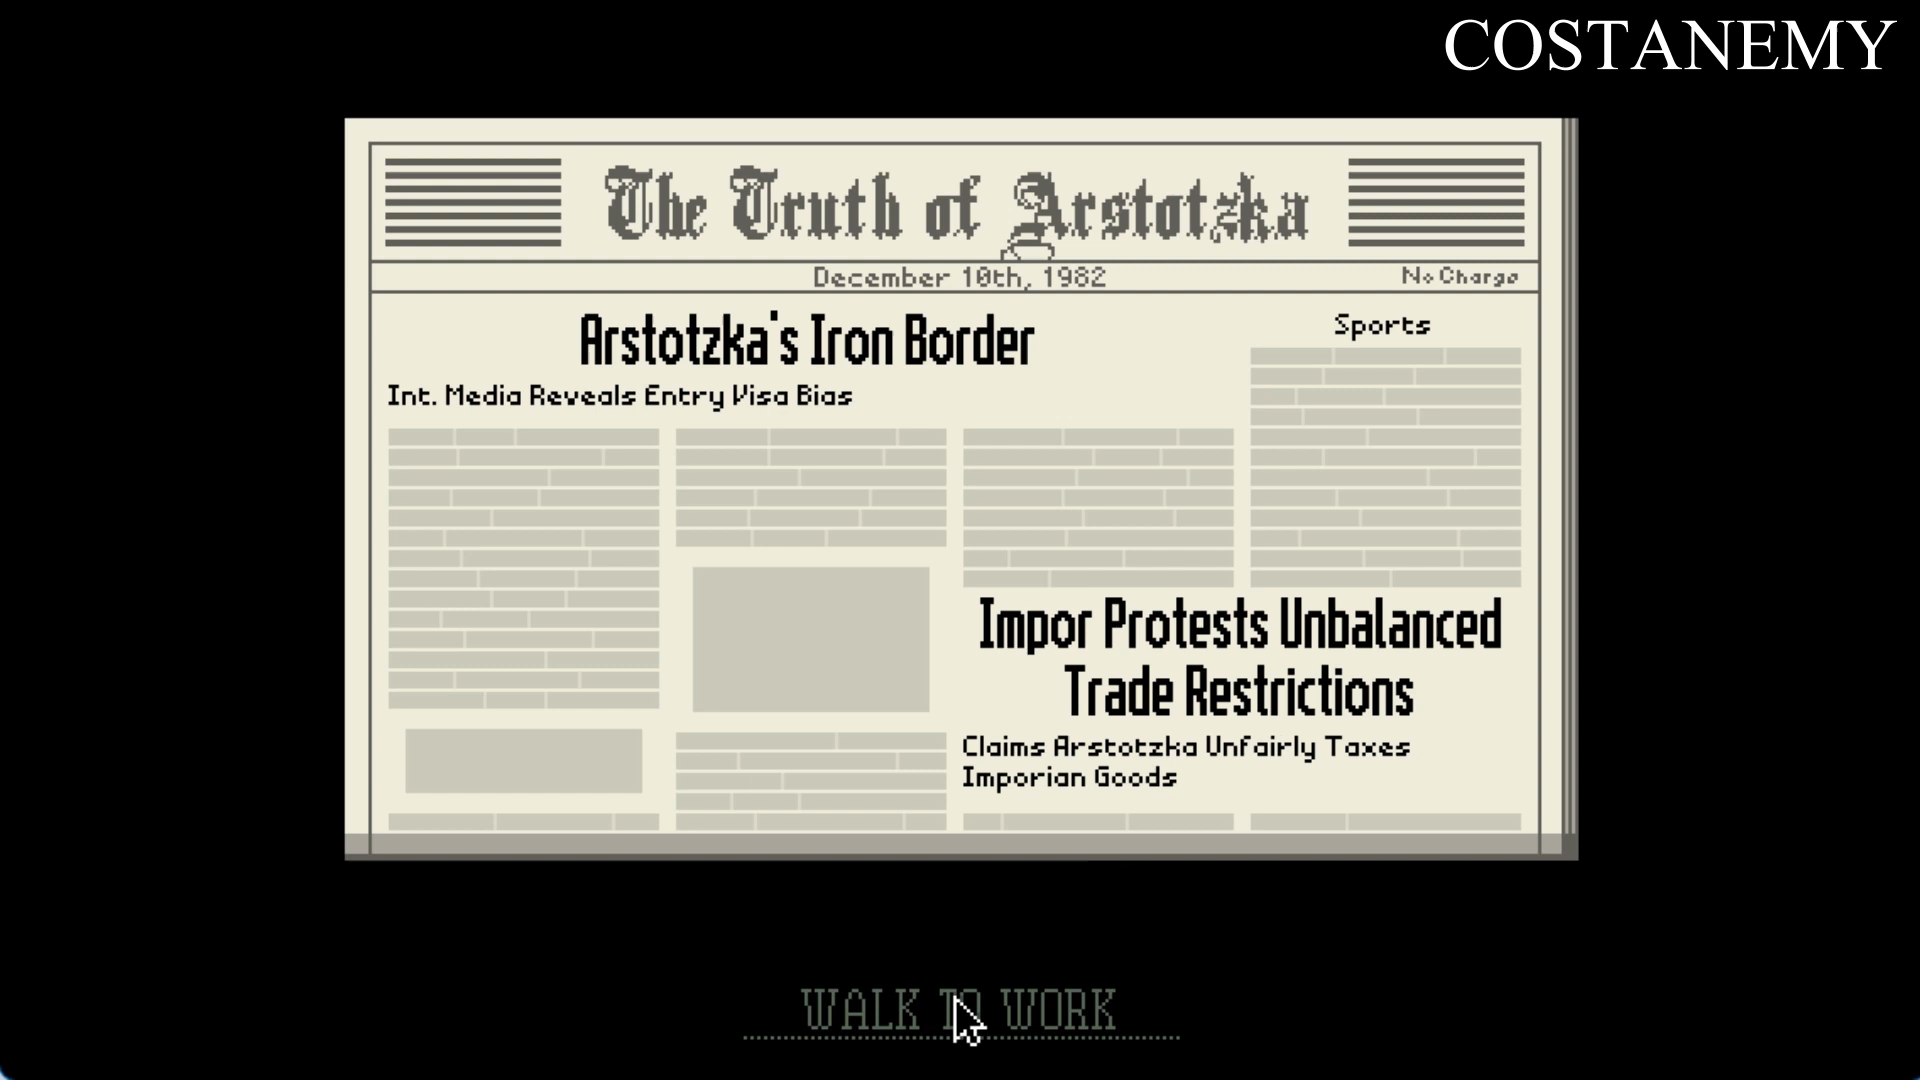 COSTANEMY
The Truth of Arstotzka
December 10th, 1982
No Charge
Arstotzka's Iron Border
Int. Media Reveals Entry Visa Bias
Sports
Impor Protests Unbalanced
Trade Restrictions
Claims Arstotzka Unfairly Taxes
Imporian Goods
WALK TO WORK